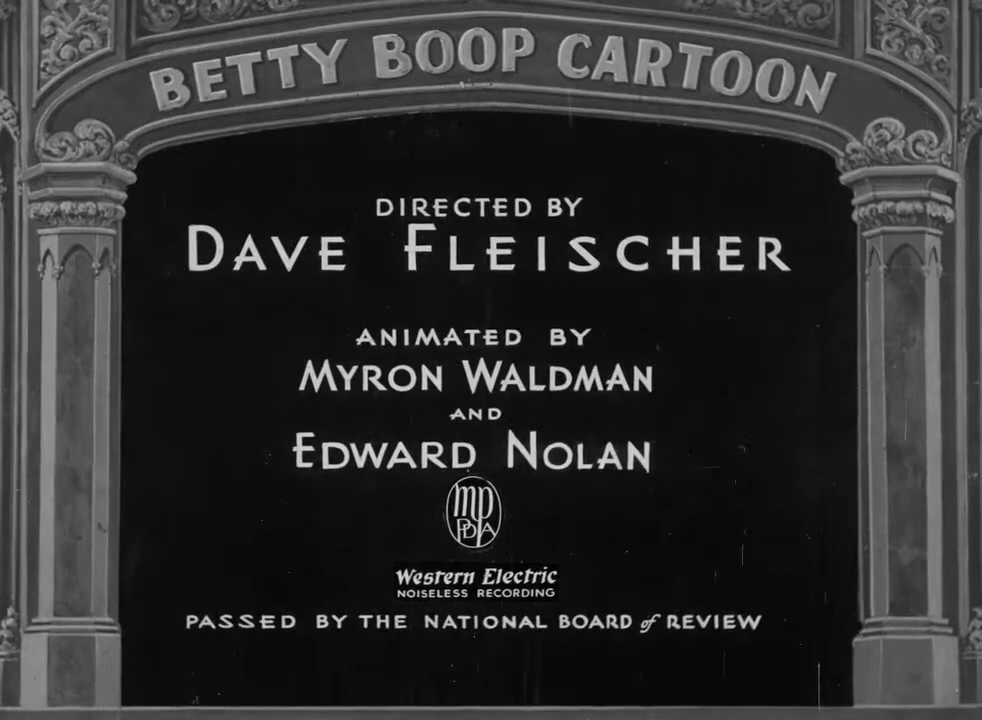 BETTY BOOP CARTOON
DIRECTED BY
DAVE FLEISCHER
ANIMATED BY
MYRON WALDMAN
AND
EDWARD NOLAN
MPPDA
Western Electric
NOISELESS RECORDING
PASSED BY THE NATIONAL BOARD of REVIEW